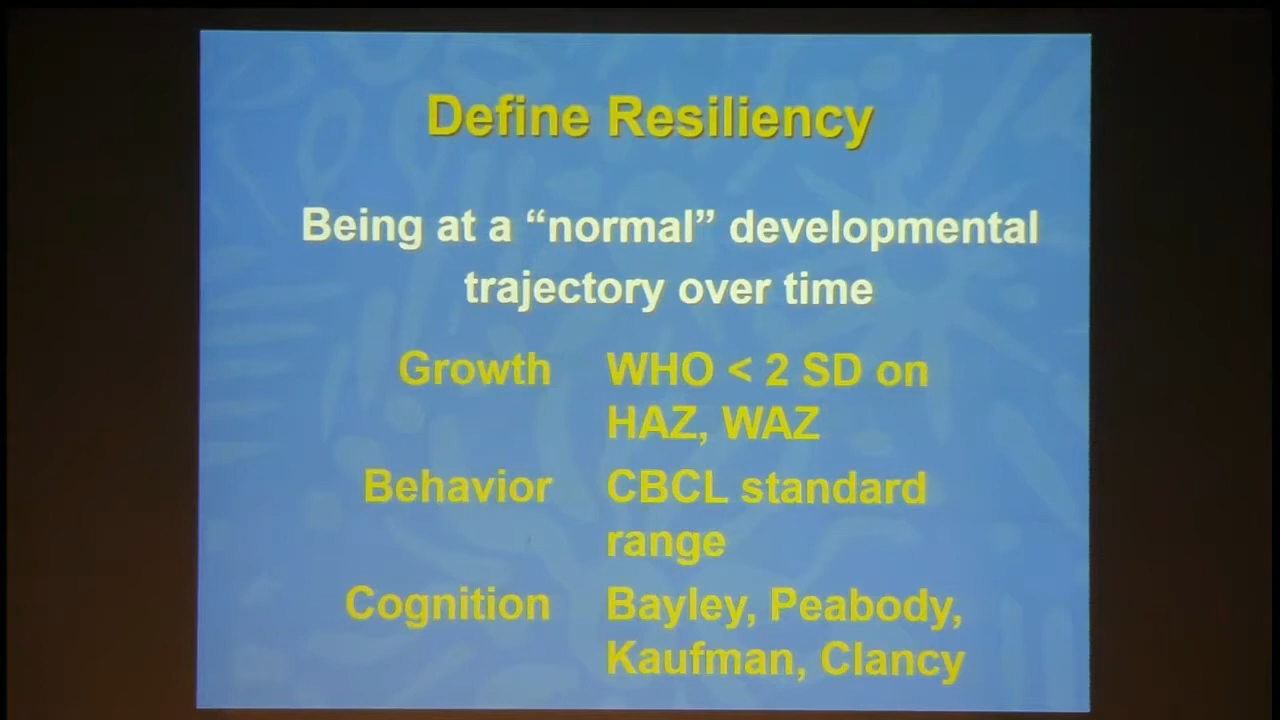 Define Resiliency
Being at a “normal” developmental
trajectory over time
Growth WHO < 2 SD on
HAZ, WAZ
Behavior CBCL standard
range
Cognition Bayley, Peabody,
Kaufman, Clancy